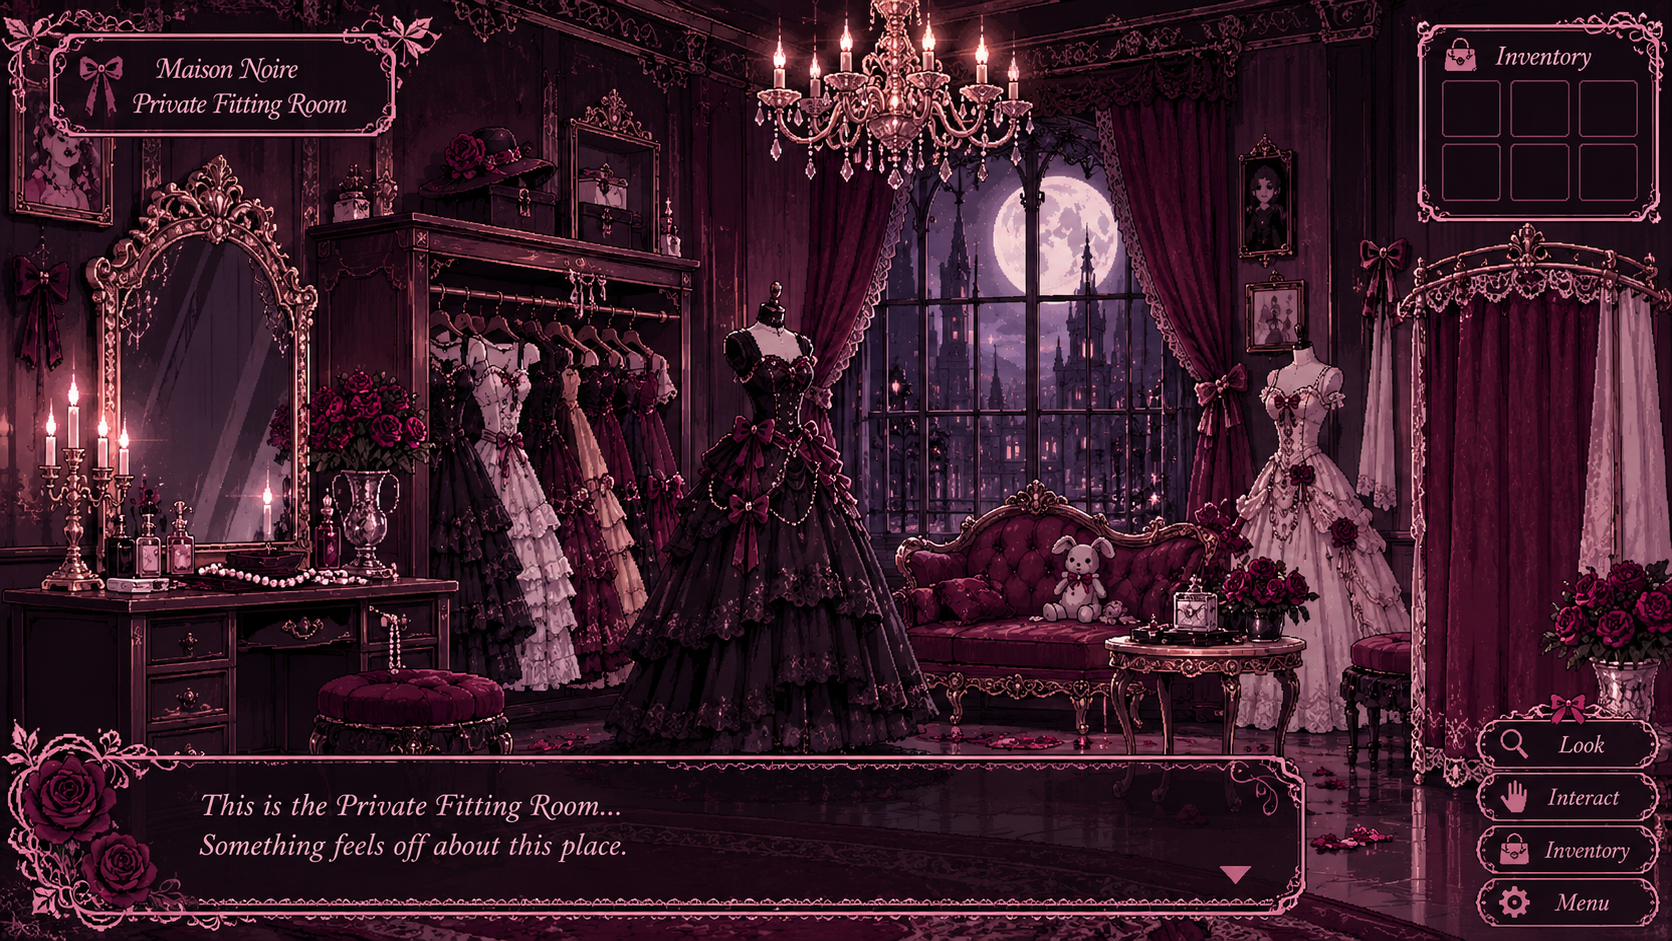 Maison Noire
Private Fitting Room
Inventory
This is the Private Fitting Room...
Something feels off about this place.
Look
Interact
Inventory
Menu